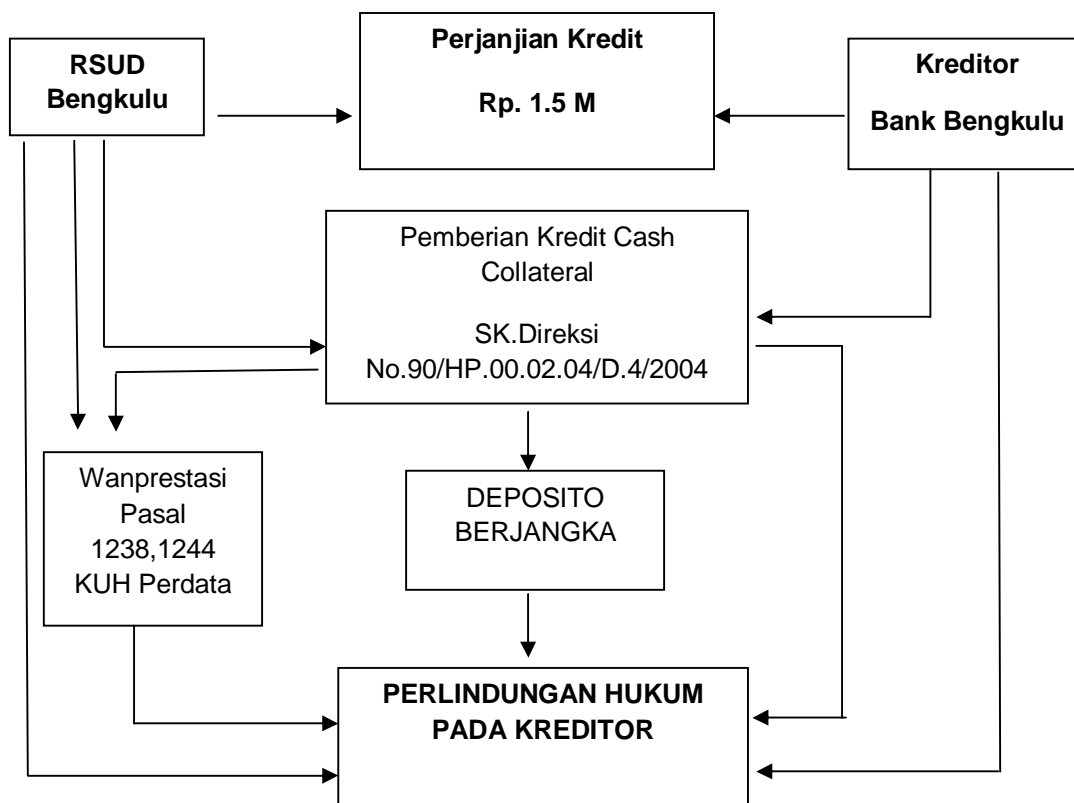 RSUD
Bengkulu
Perjanjian Kredit
Rp. 1.5 M
Kreditor
Bank Bengkulu
Pemberian Kredit Cash
Collateral
SK.Direksi
No.90/HP.00.02.04/D.4/2004
Wanprestasi
Pasal
1238,1244
KUH Perdata
DEPOSITO
BERJANGKA
PERLINDUNGAN HUKUM
PADA KREDITOR